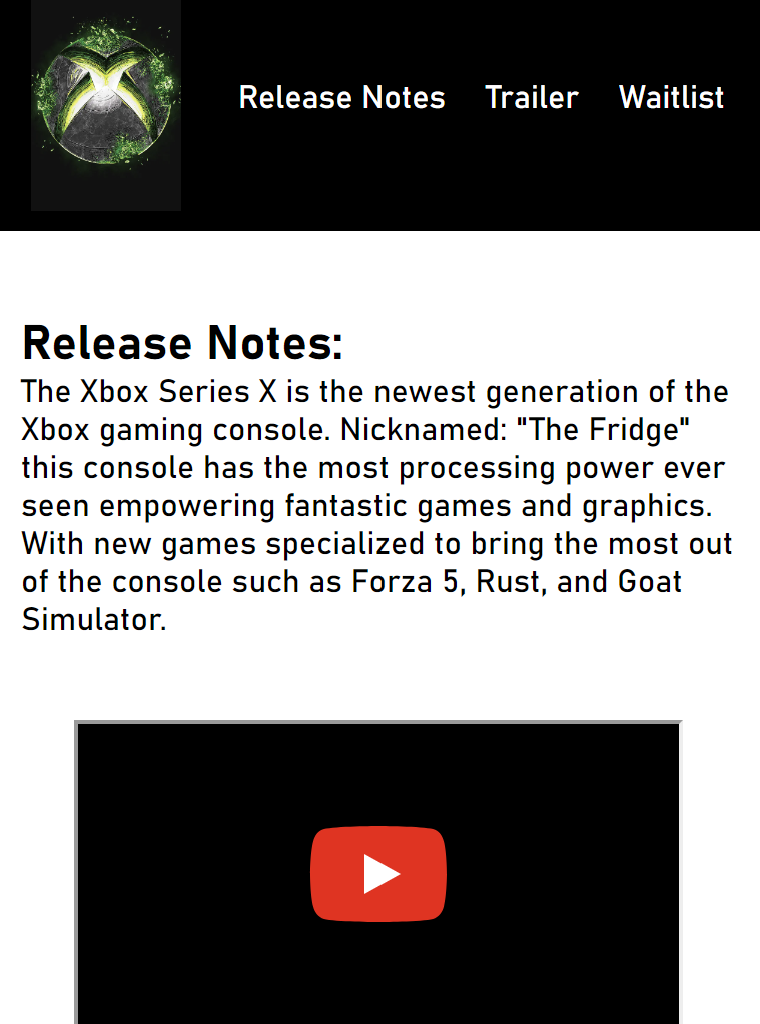 Release Notes Trailer Waitlist
Release Notes:
The Xbox Series X is the newest generation of the
Xbox gaming console. Nicknamed: "The Fridge"
this console has the most processing power ever
seen empowering fantastic games and graphics.
With new games specialized to bring the most out
of the console such as Forza 5, Rust, and Goat
Simulator.